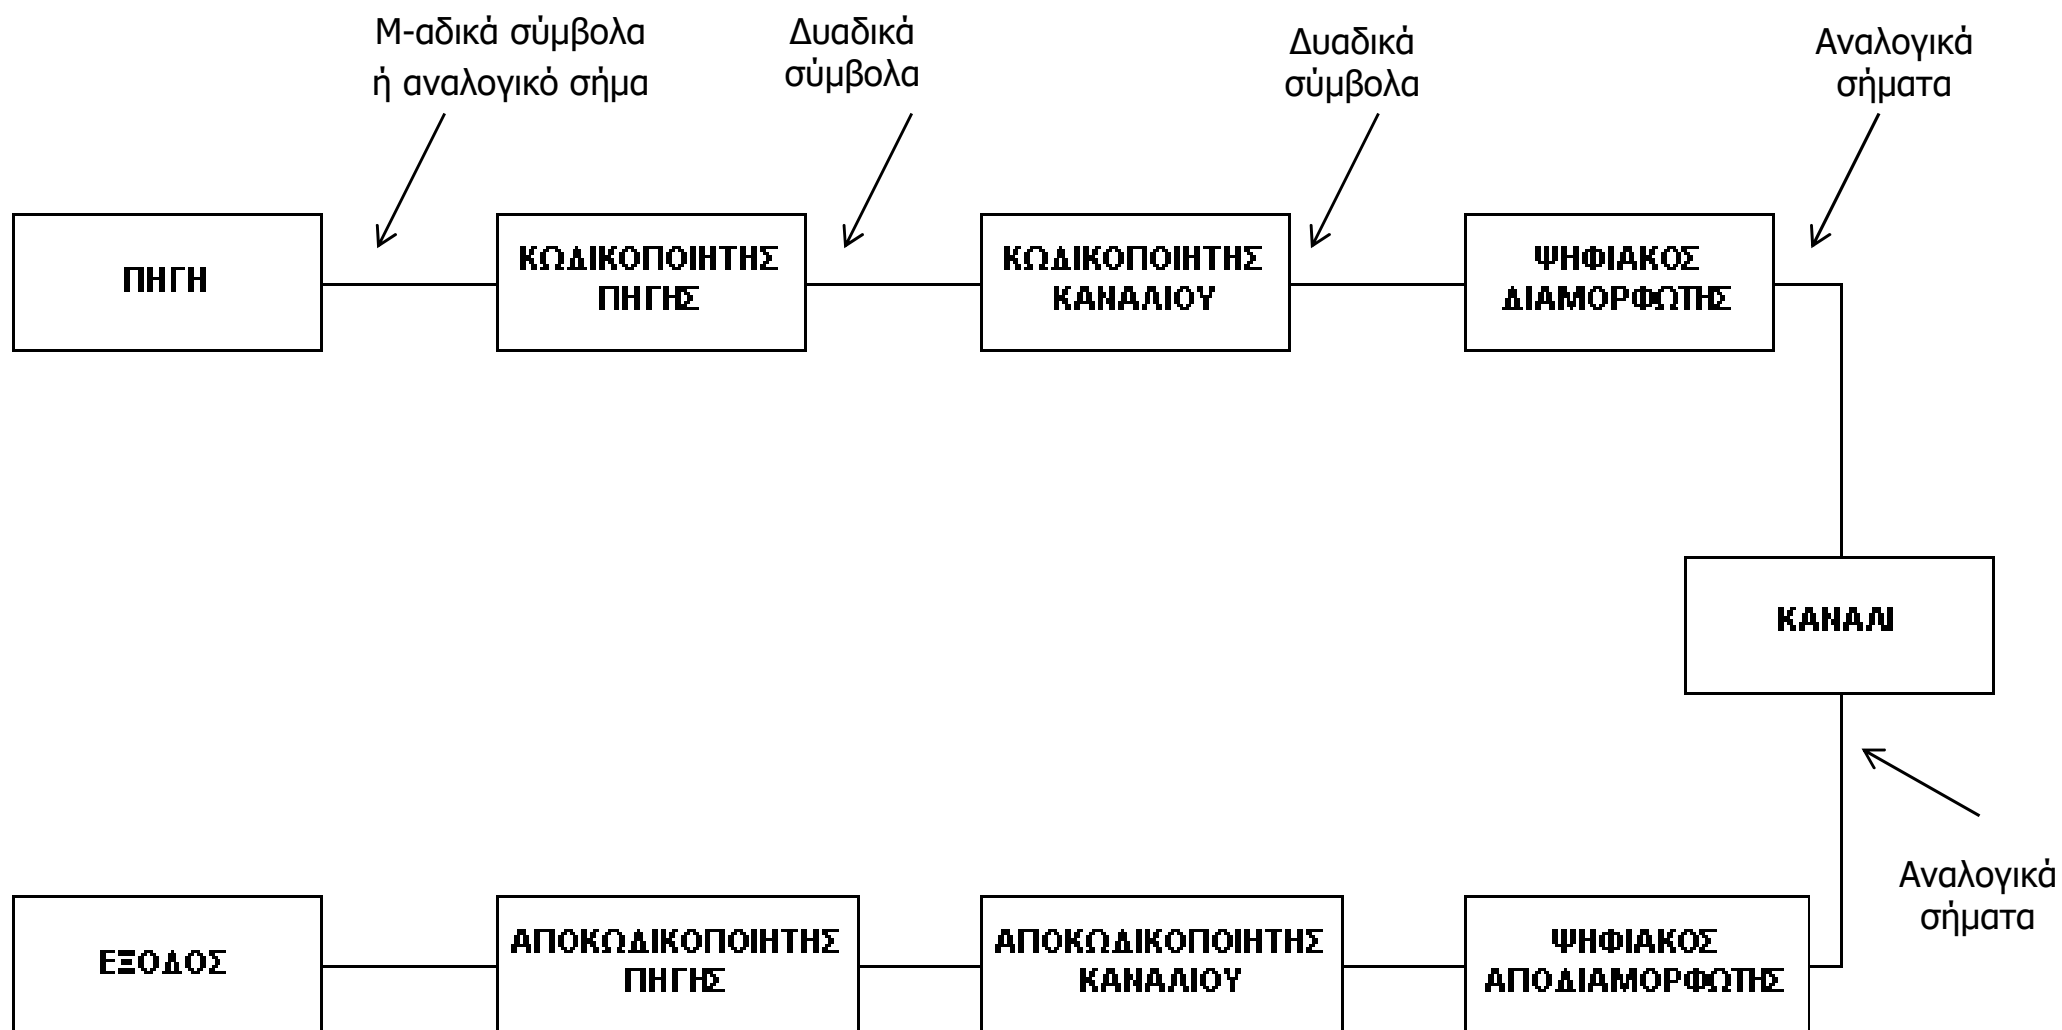 Μ-αδικά σύμβολα
ή αναλογικό σήμα
Δυαδικά
σύμβολα
Δυαδικά
σύμβολα
Αναλογικά
σήματα
ΠΗΓΗ
ΚΩΔΙΚΟΠΟΙΗΤΗΣ
ΠΗΓΗΣ
ΚΩΔΙΚΟΠΟΙΗΤΗΣ
ΚΑΝΑΛΙΟΥ
ΨΗΦΙΑΚΟΣ
ΔΙΑΜΟΡΦΩΤΗΣ
ΚΑΝΑΛΙ
Αναλογικά
σήματα
ΕΞΟΔΟΣ
ΑΠΟΚΩΔΙΚΟΠΟΙΗΤΗΣ
ΠΗΓΗΣ
ΑΠΟΚΩΔΙΚΟΠΟΙΗΤΗΣ
ΚΑΝΑΛΙΟΥ
ΨΗΦΙΑΚΟΣ
ΑΠΟΔΙΑΜΟΡΦΩΤΗΣ